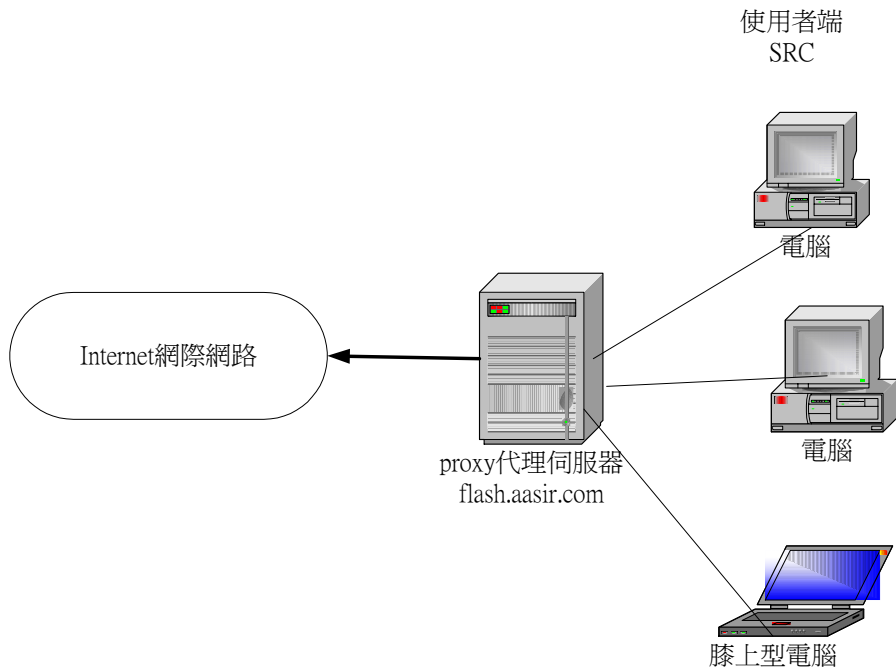 使用者端
SRC
電腦
Internet網際網路
電腦
proxy代理伺服器
flash.aasir.com
膝上型電腦